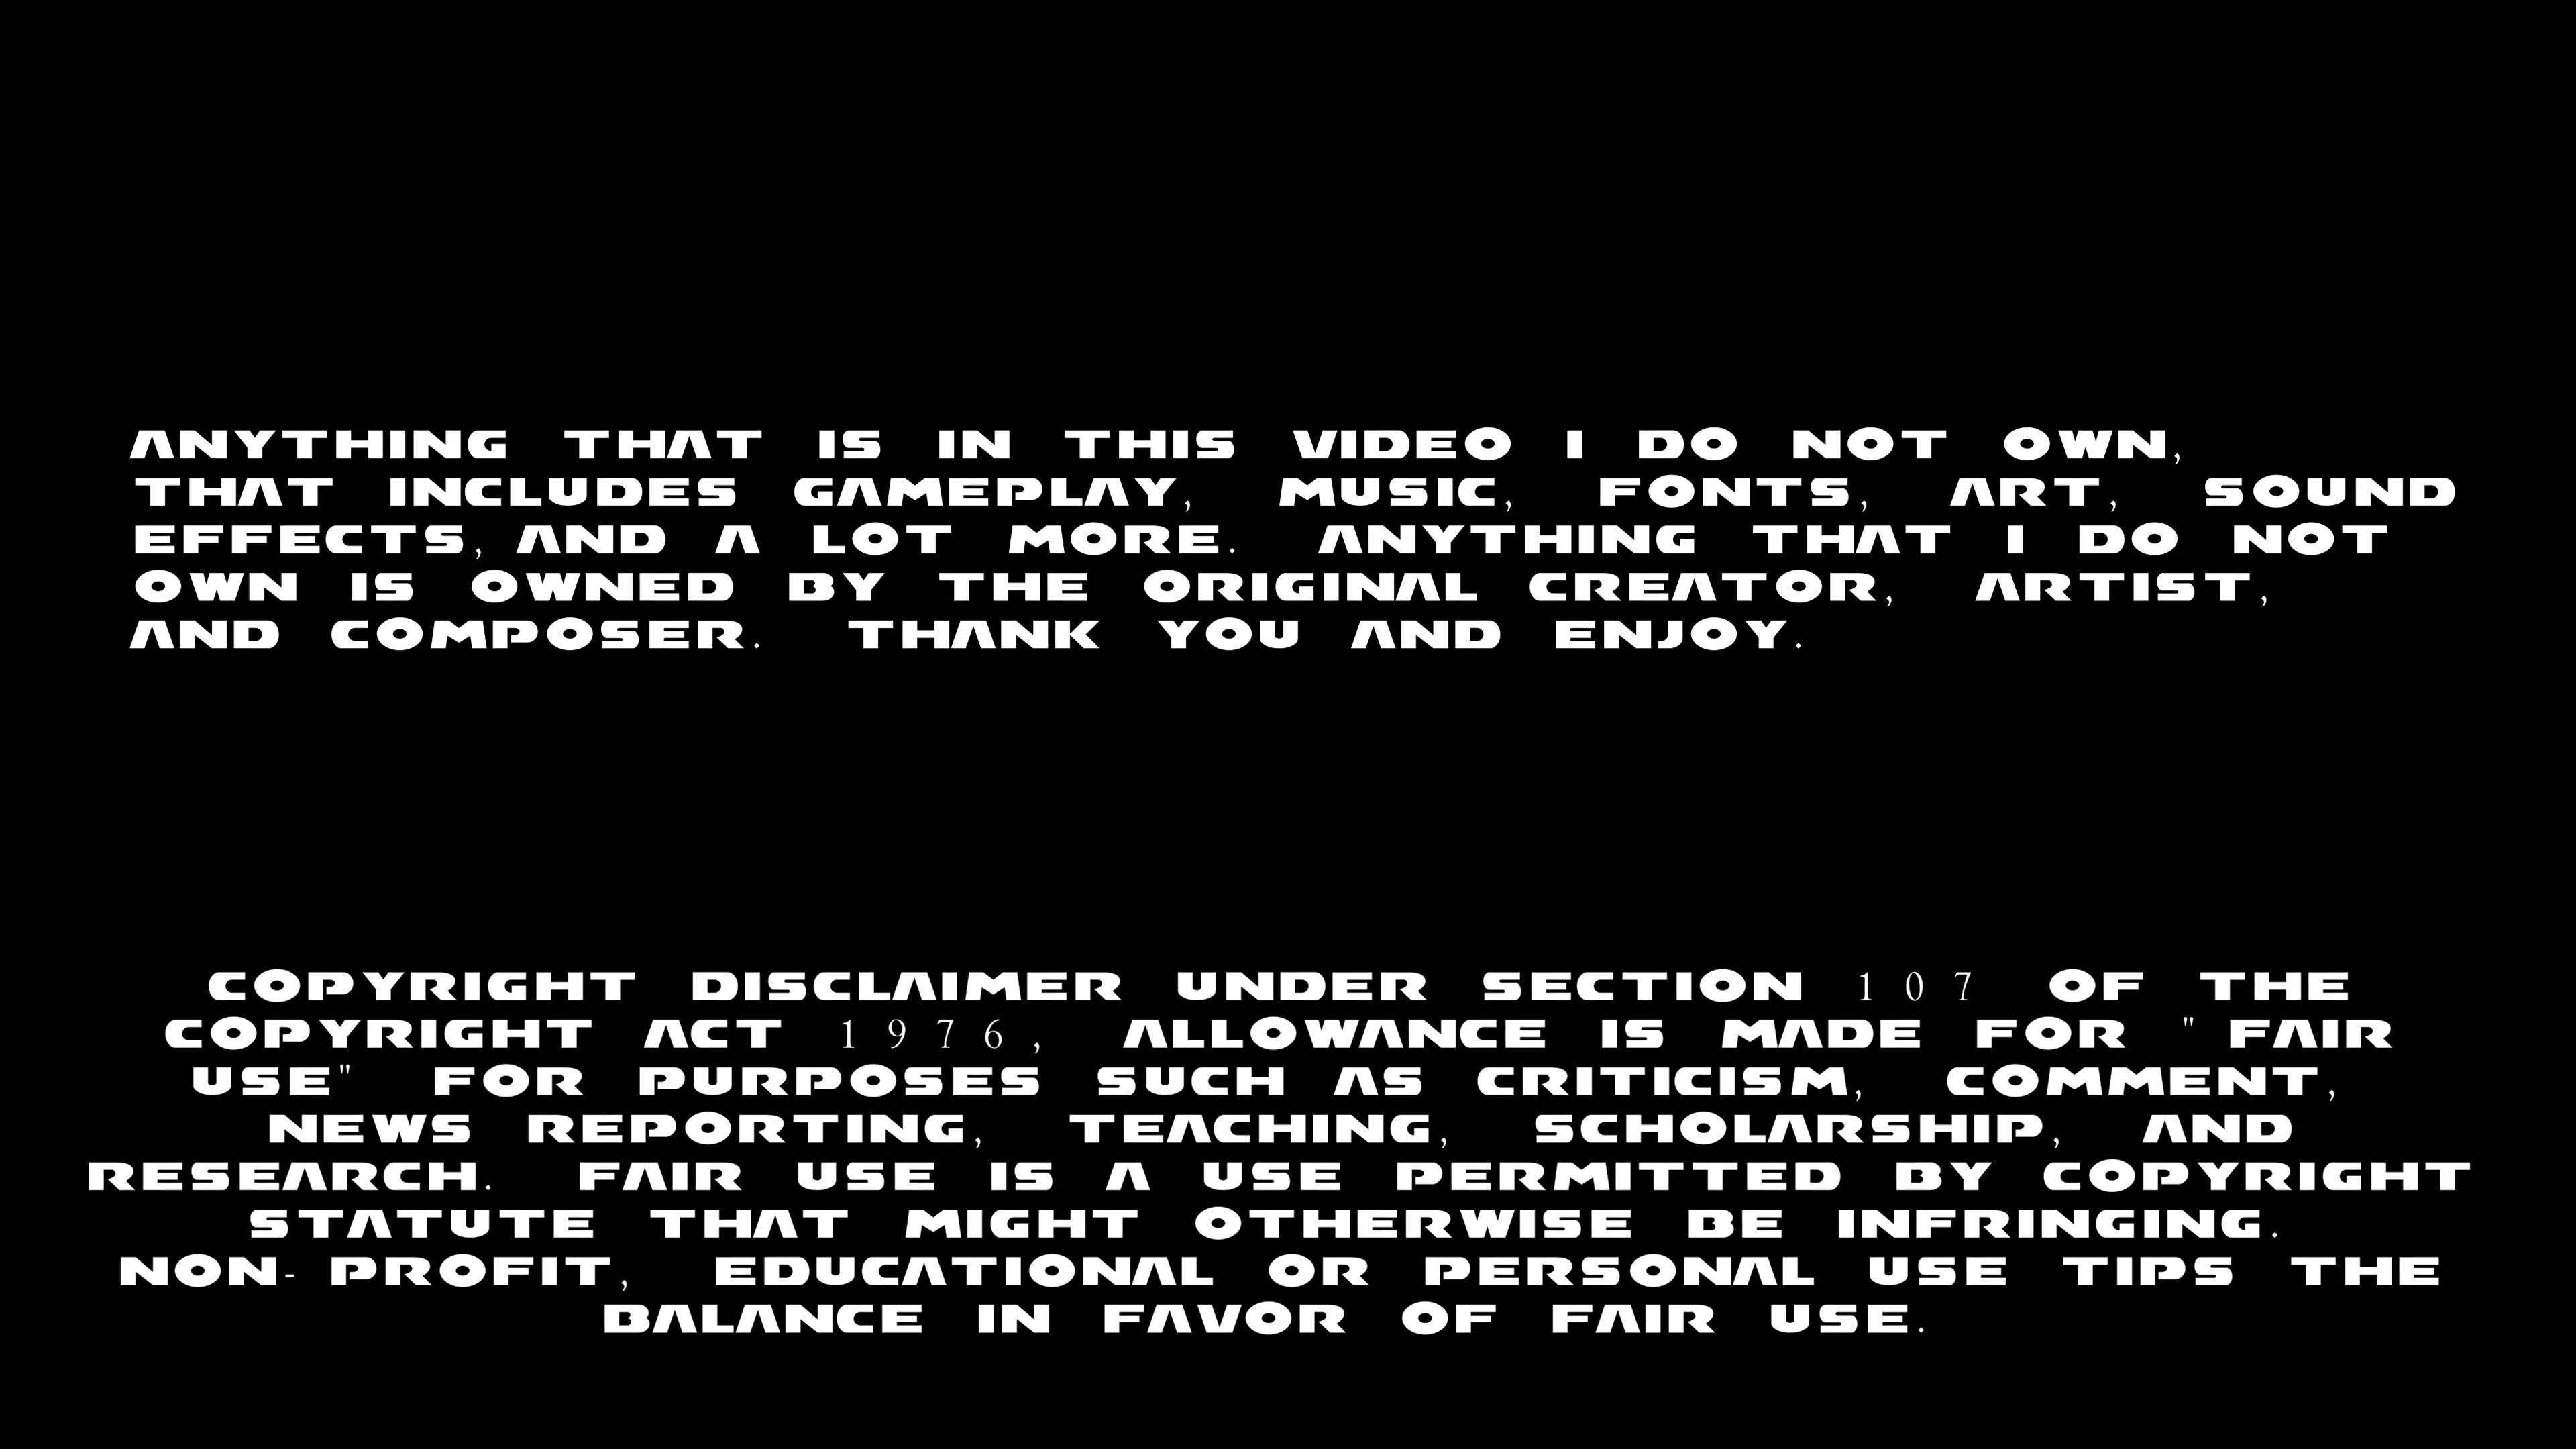 ANYTHING THAT IS IN THIS VIDEO I DO NOT OWN,
THAT INCLUDES GAMEPLAY, MUSIC, FONTS, ART, SOUND
EFFECTS, AND A LOT MORE. ANYTHING THAT I DO NOT
OWN IS OWNED BY THE ORIGINAL CREATOR, ARTIST,
AND COMPOSER. THANK YOU AND ENJOY.
COPYRIGHT DISCLAIMER UNDER SECTION 107 OF THE
COPYRIGHT ACT 1976, ALLOWANCE IS MADE FOR "FAIR
USE" FOR PURPOSES SUCH AS CRITICISM, COMMENT,
NEWS REPORTING, TEACHING, SCHOLARSHIP, AND
RESEARCH. FAIR USE IS A USE PERMITTED BY COPYRIGHT
STATUTE THAT MIGHT OTHERWISE BE INFRINGING.
NON-PROFIT, EDUCATIONAL OR PERSONAL USE TIPS THE
BALANCE IN FAVOR OF FAIR USE.